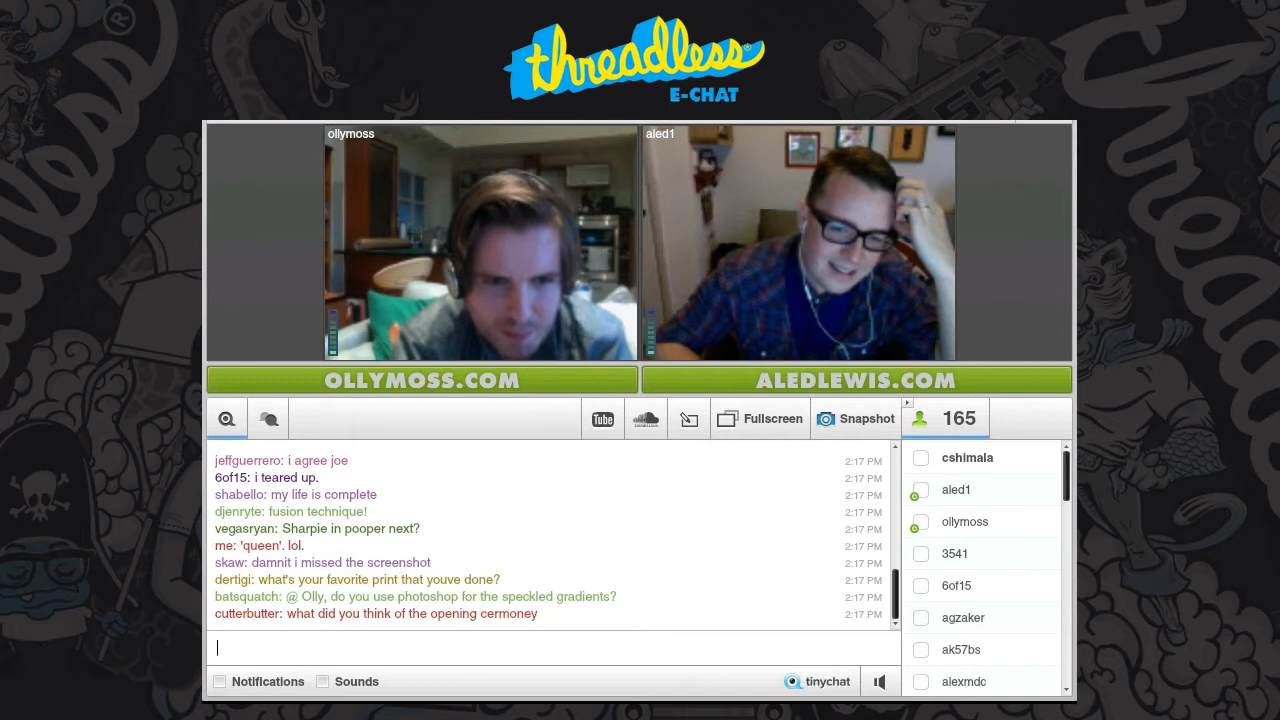 threadless®
E-CHAT
ollymoss
aled1
OLLYMOSS.COM
ALEDLEWIS.COM
You Tube
SOUNDCLOUD
Fullscreen
Snapshot
165
jeffguerrero: i agree joe 2:17 PM
6of15: i teared up. 2:17 PM
shabello: my life is complete 2:17 PM
djenryte: fusion technique! 2:17 PM
vegasryan: Sharpie in pooper next? 2:17 PM
me: 'queen'. lol. 2:17 PM
skaw: damnit i missed the screenshot 2:17 PM
dertigi: what's your favorite print that youve done? 2:17 PM
batsquatch: @ Olly, do you use photoshop for the speckled gradients? 2:17 PM
cutterbutter: what did you think of the opening cermoney 2:17 PM
cshimala
aled1
ollymoss
3541
6of15
agzaker
ak57bs
alexmdc
Notifications
Sounds
tinychat